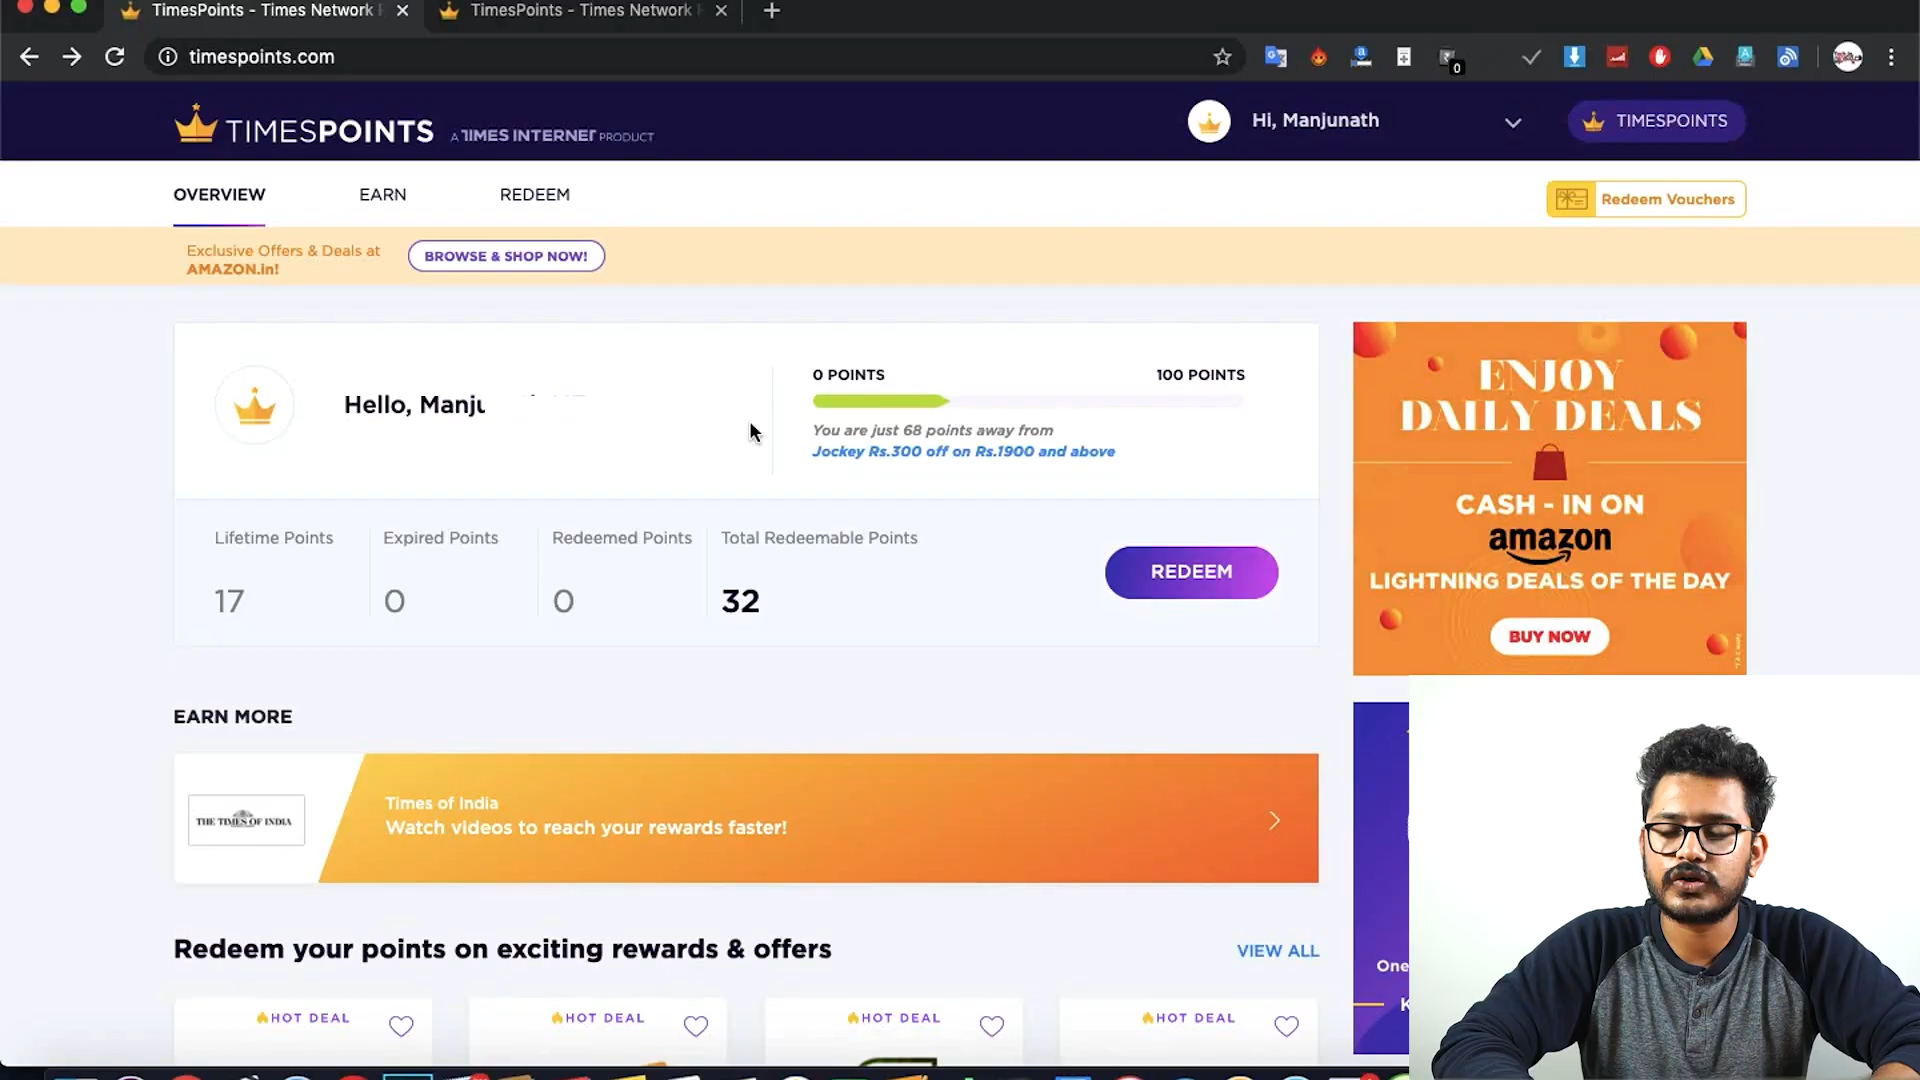 TimesPoints - Times Network
TimesPoints - Times Network
timespoints.com
0
TIMESPOINTS A TIMES INTERNET PRODUCT
Hi, Manjunath
TIMESPOINTS
OVERVIEW
EARN
REDEEM
Redeem Vouchers
Exclusive Offers & Deals at
AMAZON.in!
BROWSE & SHOP NOW!
Hello, Manju
0 POINTS
100 POINTS
You are just 68 points away from
Jockey Rs.300 off on Rs.1900 and above
Lifetime Points
Expired Points
Redeemed Points
Total Redeemable Points
17
0
0
32
REDEEM
ENJOY
DAILY DEALS
CASH - IN ON
amazon
LIGHTNING DEALS OF THE DAY
BUY NOW
EARN MORE
THE TIMES OF INDIA
Times of India
Watch videos to reach your rewards faster!
Redeem your points on exciting rewards & offers
VIEW ALL
HOT DEAL
HOT DEAL
HOT DEAL
HOT DEAL
One
K